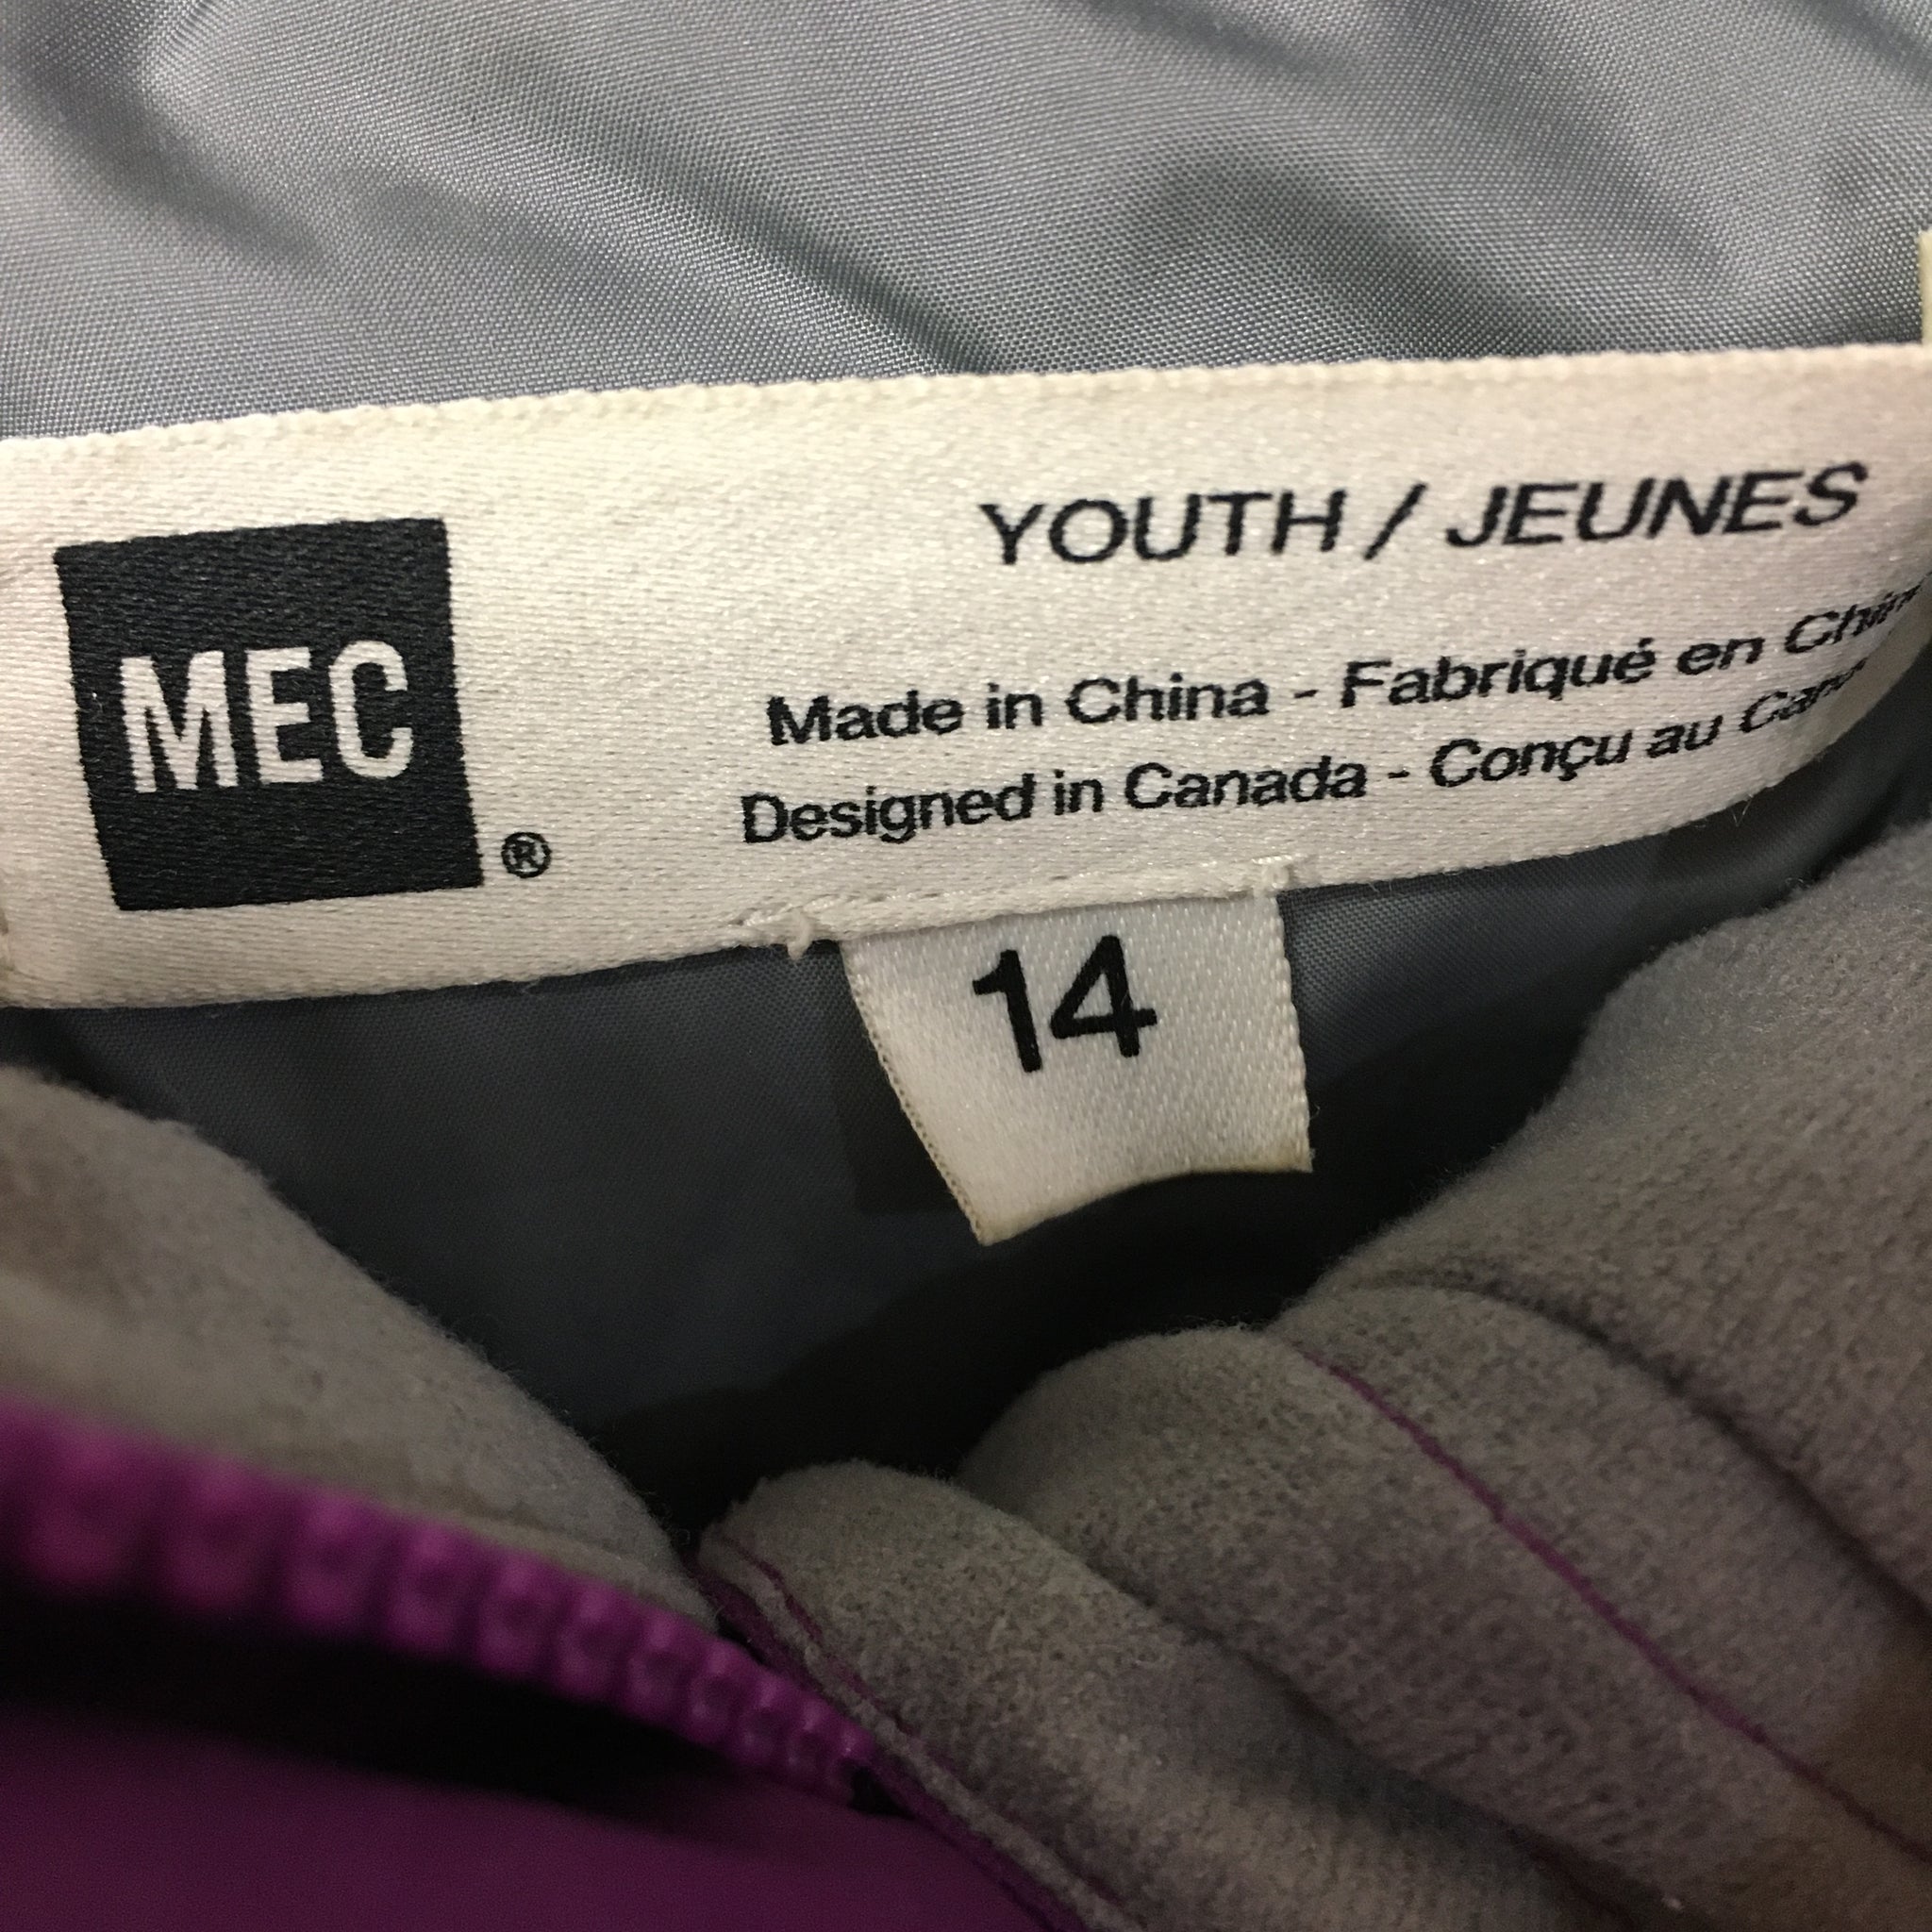 MEC
®
YOUTH / JEUNES
Made in China - Fabriqué en
Designed in Canada - Conçu au
14